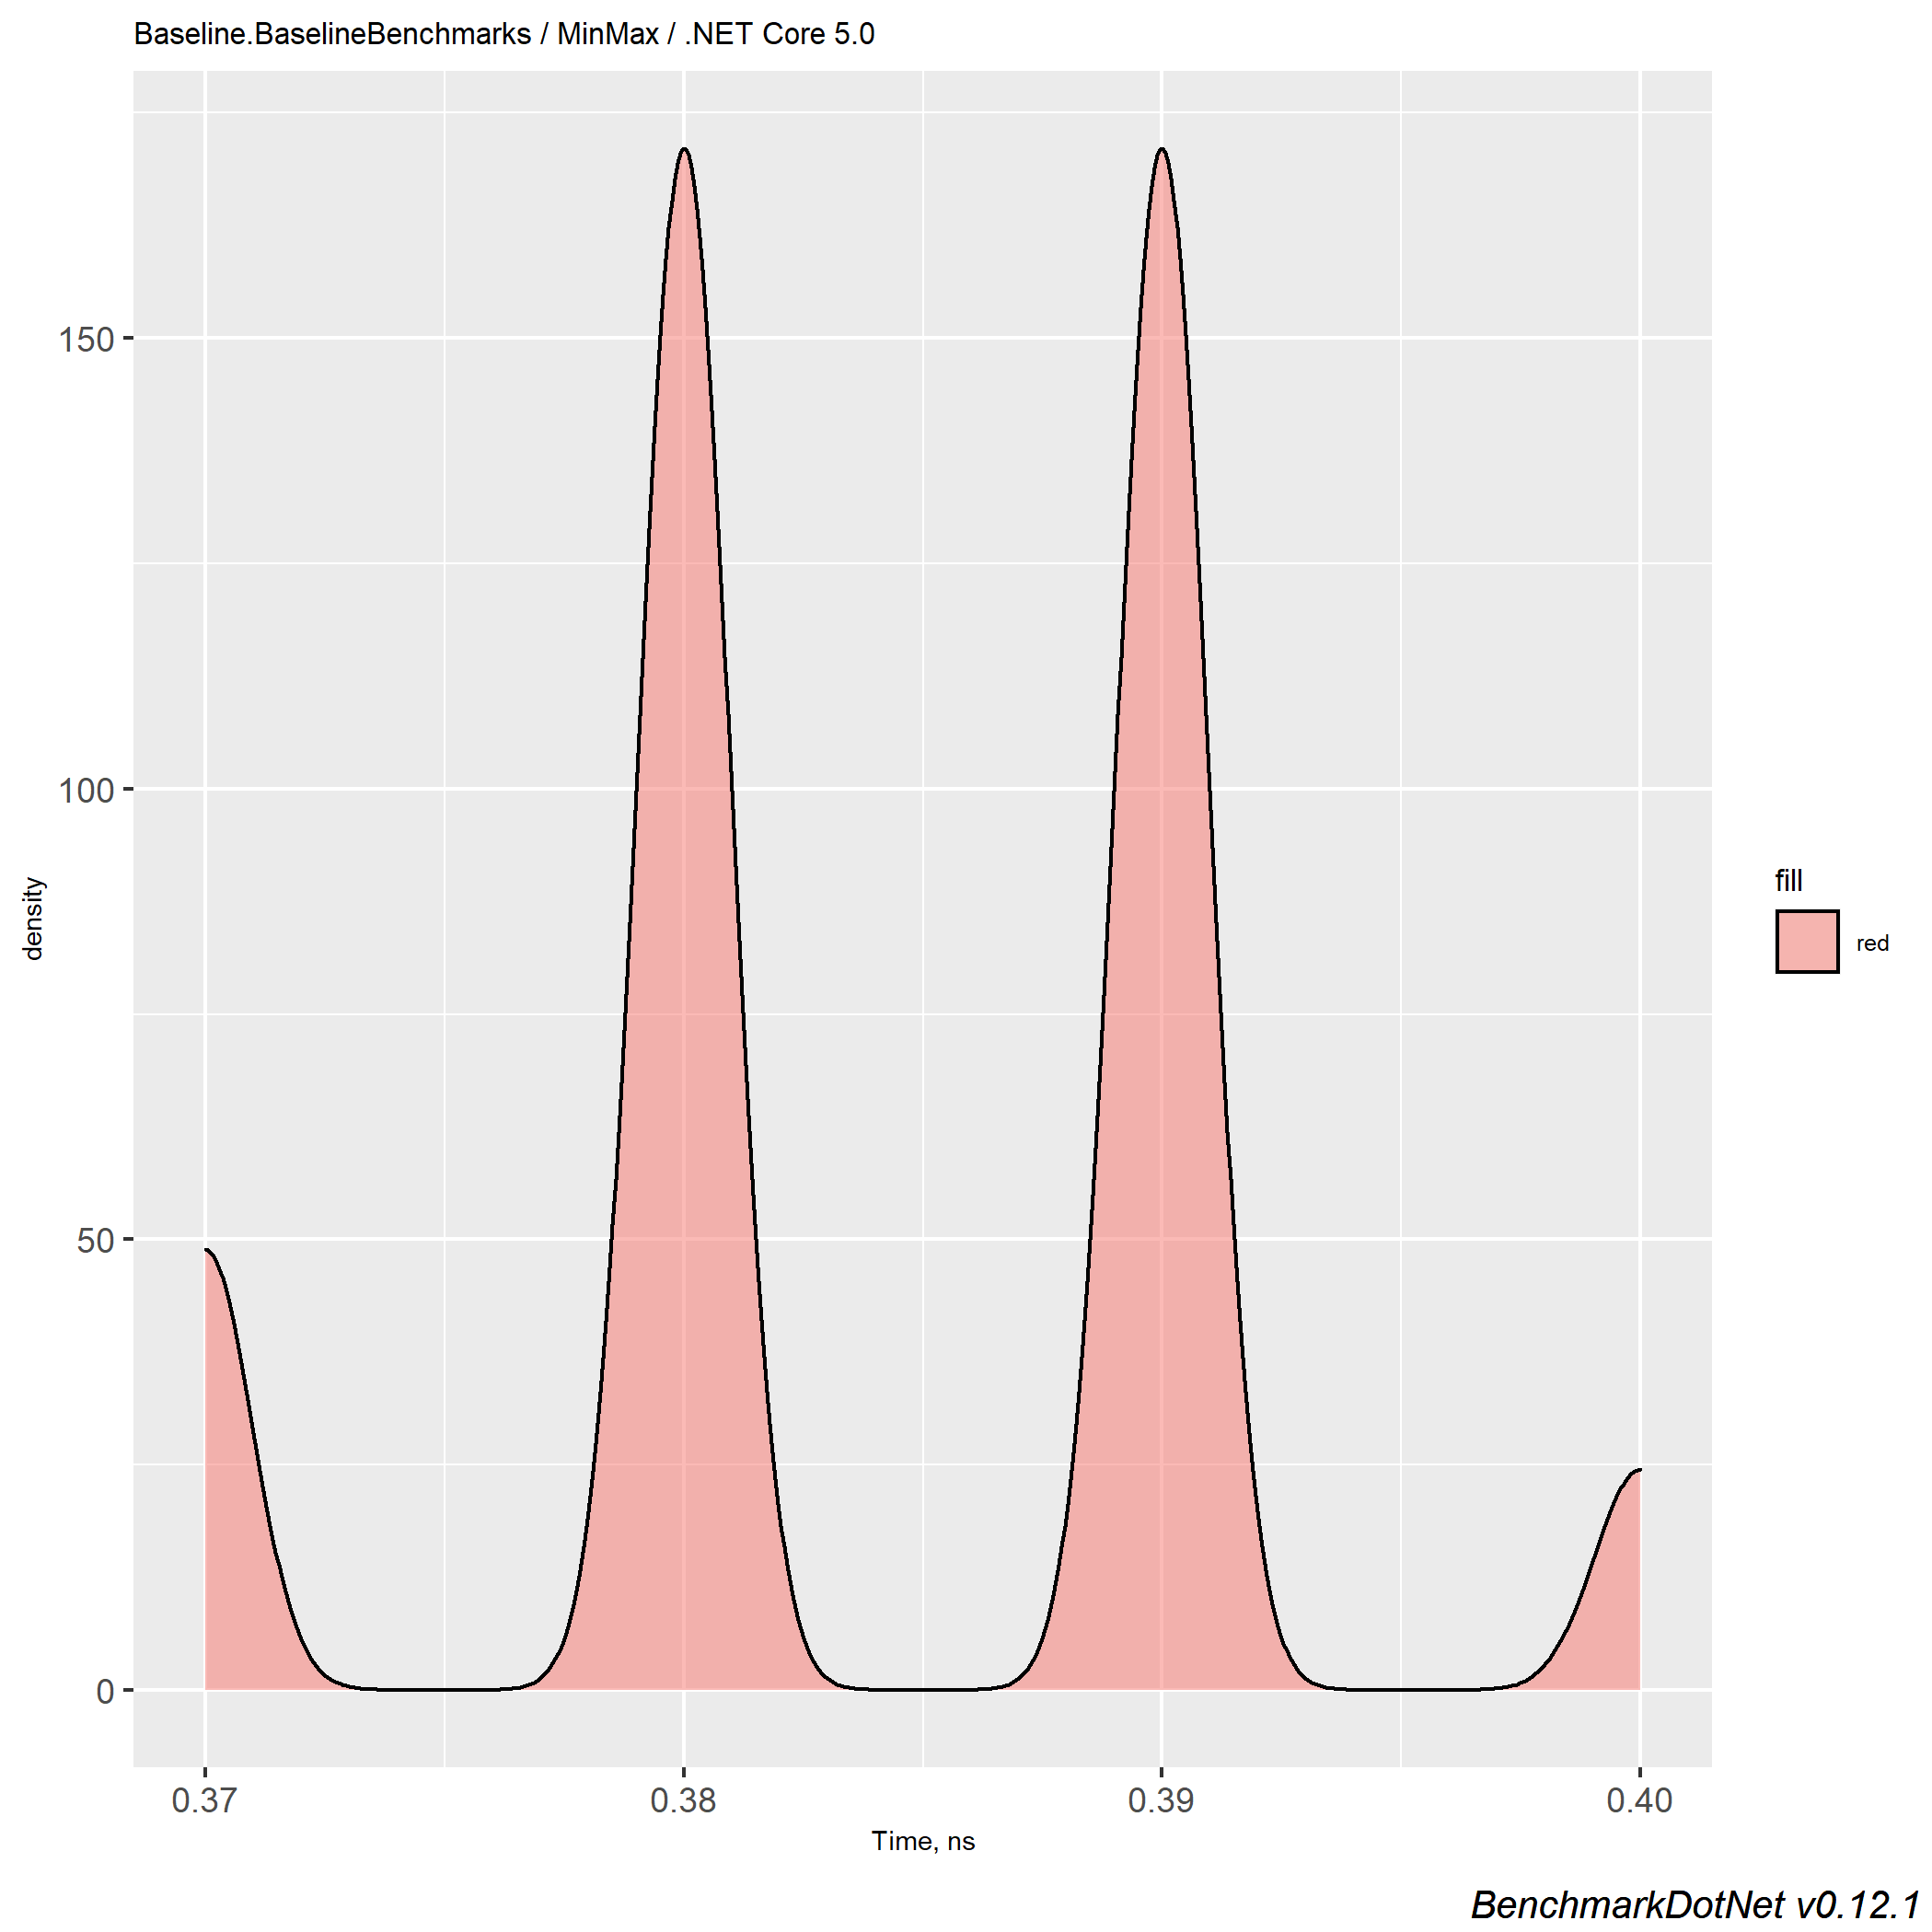 Baseline.BaselineBenchmarks / MinMax / .NET Core 5.0
150
100
50
0
density
0.37 0.38 0.39 0.40
Time, ns
fill
red
BenchmarkDotNet v0.12.1